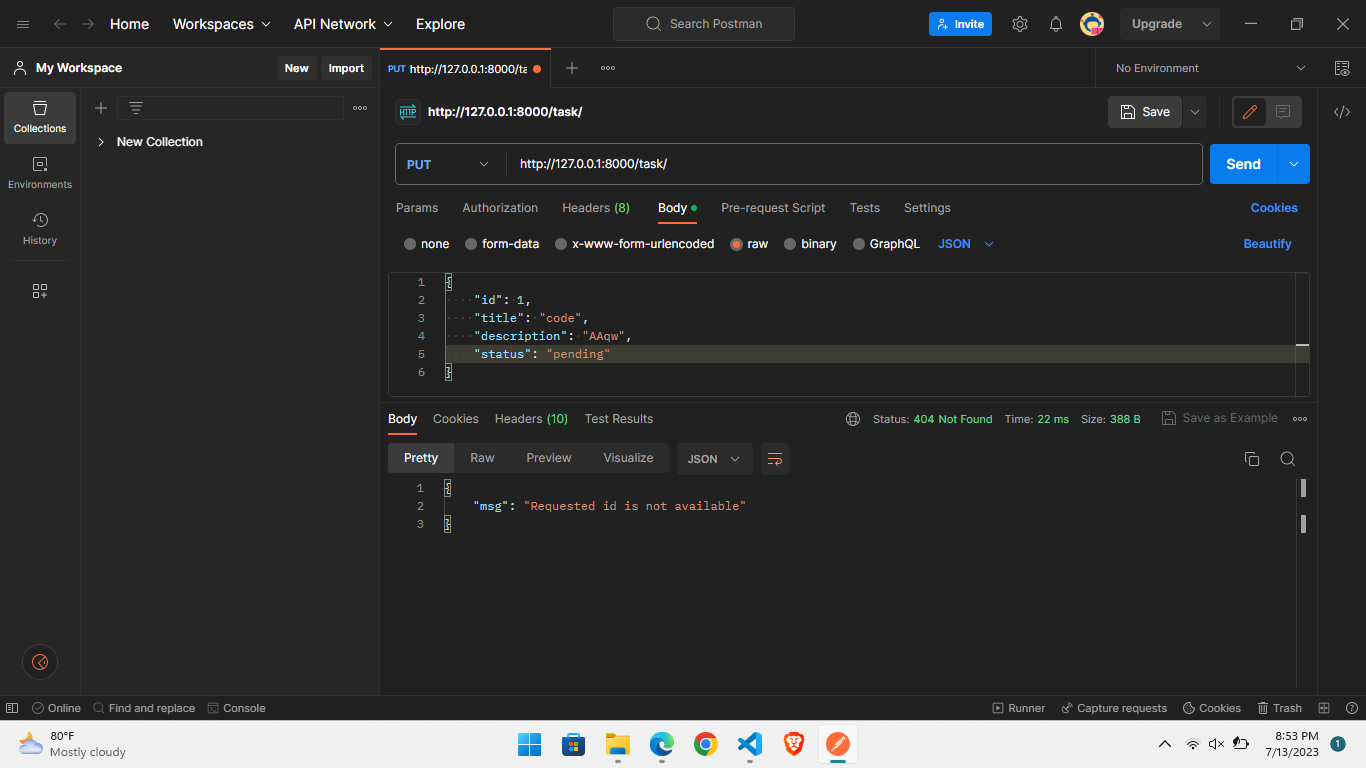 Home Workspaces API Network Explore Search Postman Invite Upgrade
My Workspace New Import PUT http://127.0.0.1:8000/ta No Environment
Collections
New Collection
Environments
History
HTTP http://127.0.0.1:8000/task/ Save
PUT http://127.0.0.1:8000/task/ Send
Params Authorization Headers (8) Body Pre-request Script Tests Settings Cookies
none form-data x-www-form-urlencoded raw binary GraphQL JSON Beautify
1 {
2 "id": 1,
3 "title": "code",
4 "description": "AAqw",
5 "status": "pending"
6 }
Body Cookies Headers (10) Test Results Status: 404 Not Found Time: 22 ms Size: 388 B Save as Example
Pretty Raw Preview Visualize JSON
1 {
2 "msg": "Requested id is not available"
3 }
Online Find and replace Console Runner Capture requests Cookies Trash
80°F
Mostly cloudy
8:53 PM
7/13/2023
1